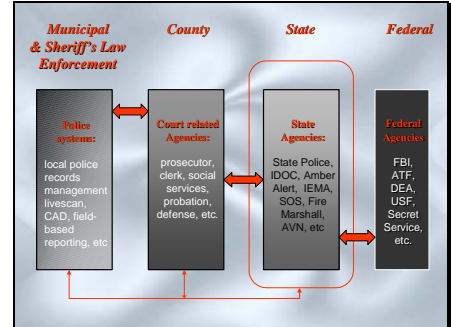 Municipal
& Sheriff's Law
Enforcement
County
State
Federal
Police
systems:
local police
records
management
livescan,
CAD, field-
based
reporting, etc
Court related
Agencies:
prosecutor,
clerk, social
services,
probation,
defense, etc.
State
Agencies:
State Police,
IDOC, Amber
Alert, IEMA,
SOS, Fire
Marshall,
AVN, etc
Federal
Agencies
FBI,
ATF,
DEA,
USF,
Secret
Service,
etc.